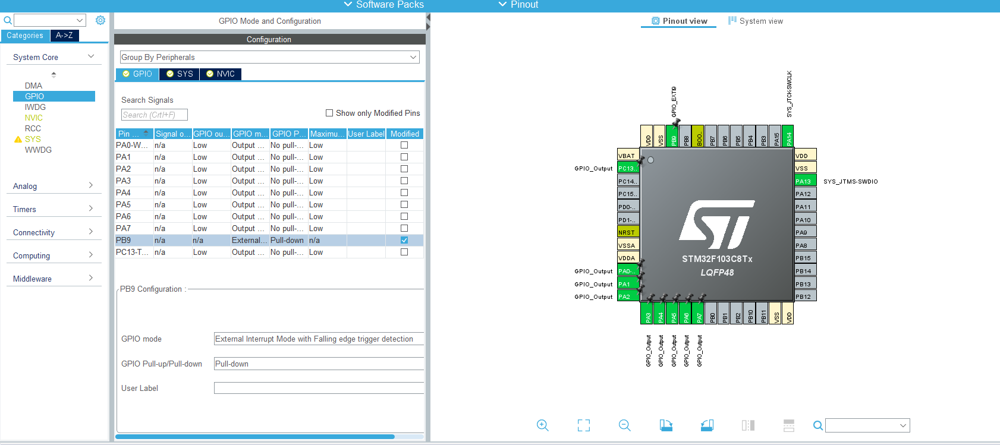 Software Packs
Pinout
GPIO Mode and Configuration
Pinout view
System view
Categories
A->Z
Configuration
System Core
Group By Peripherals
GPIO
SYS
NVIC
DMA
GPIO
IWDG
NVIC
RCC
SYS
WWDG
Analog
Timers
Connectivity
Computing
Middleware
Search Signals
Search (Crtl+F)
Show only Modified Pins
Pin ... Signal o... GPIO ou... GPIO m... GPIO P... Maximu... User Label Modified
PA0-W... n/a Low Output ... No pull-... Low
PA1 n/a Low Output ... No pull-... Low
PA2 n/a Low Output ... No pull-... Low
PA3 n/a Low Output ... No pull-... Low
PA4 n/a Low Output ... No pull-... Low
PA5 n/a Low Output ... No pull-... Low
PA6 n/a Low Output ... No pull-... Low
PA7 n/a Low Output ... No pull-... Low
PB9 n/a n/a External... Pull-down n/a
PC13-T... n/a Low Output ... No pull-... Low
PB9 Configuration :
GPIO mode
External Interrupt Mode with Falling edge trigger detection
GPIO Pull-up/Pull-down
Pull-down
User Label
GPIO_EXTI9
SYS_JTCK-SWCLK
VDD
VSS
PB9
PB8
BOO..
PB7
PB6
PB5
PB4
PB3
PA15
PA14
VBAT
GPIO_Output
PC13..
PC14..
PC15..
PD0-..
PD1-..
NRST
VSSA
VDDA
GPIO_Output
PA0-..
GPIO_Output
PA1
GPIO_Output
PA2
STM32F103C8Tx
LQFP48
VDD
VSS
PA13
SYS_JTMS-SWDIO
PA12
PA11
PA10
PA9
PA8
PB15
PB14
PB13
PB12
PA3
PA4
PA5
PA6
PA7
PB0
PB1
PB2
PB10
PB11
VSS
VDD
GPIO_Output
GPIO_Output
GPIO_Output
GPIO_Output
GPIO_Output